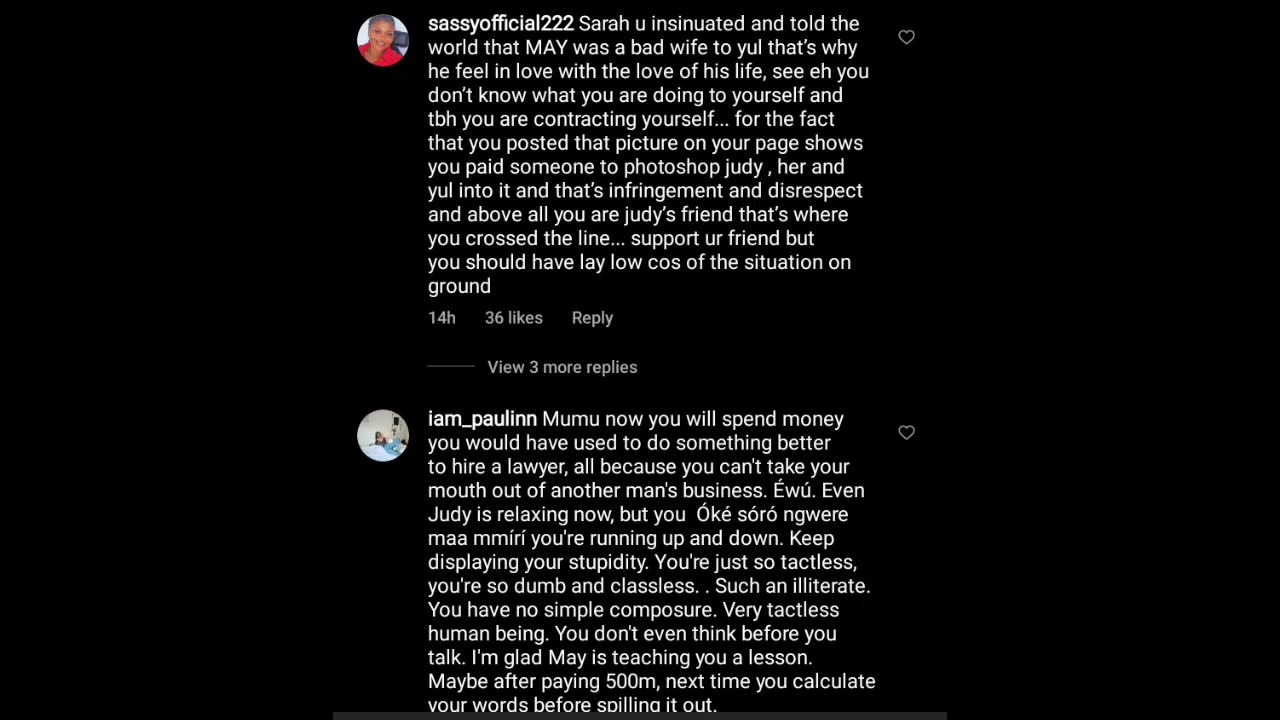 sassyofficial222 Sarah u insinuated and told the
world that MAY was a bad wife to yul that’s why
he feel in love with the love of his life, see eh you
don’t know what you are doing to yourself and
tbh you are contracting yourself... for the fact
that you posted that picture on your page shows
you paid someone to photoshop judy , her and
yul into it and that’s infringement and disrespect
and above all you are judy’s friend that’s where
you crossed the line... support ur friend but
you should have lay low cos of the situation on
ground
14h 36 likes Reply
View 3 more replies
iam_paulinn Mumu now you will spend money
you would have used to do something better
to hire a lawyer, all because you can't take your
mouth out of another man's business. Éwú. Even
Judy is relaxing now, but you Óké sóró ngwere
maa mmírí you're running up and down. Keep
displaying your stupidity. You're just so tactless,
you're so dumb and classless. . Such an illiterate.
You have no simple composure. Very tactless
human being. You don't even think before you
talk. I'm glad May is teaching you a lesson.
Maybe after paying 500m, next time you calculate
your words before spilling it out.